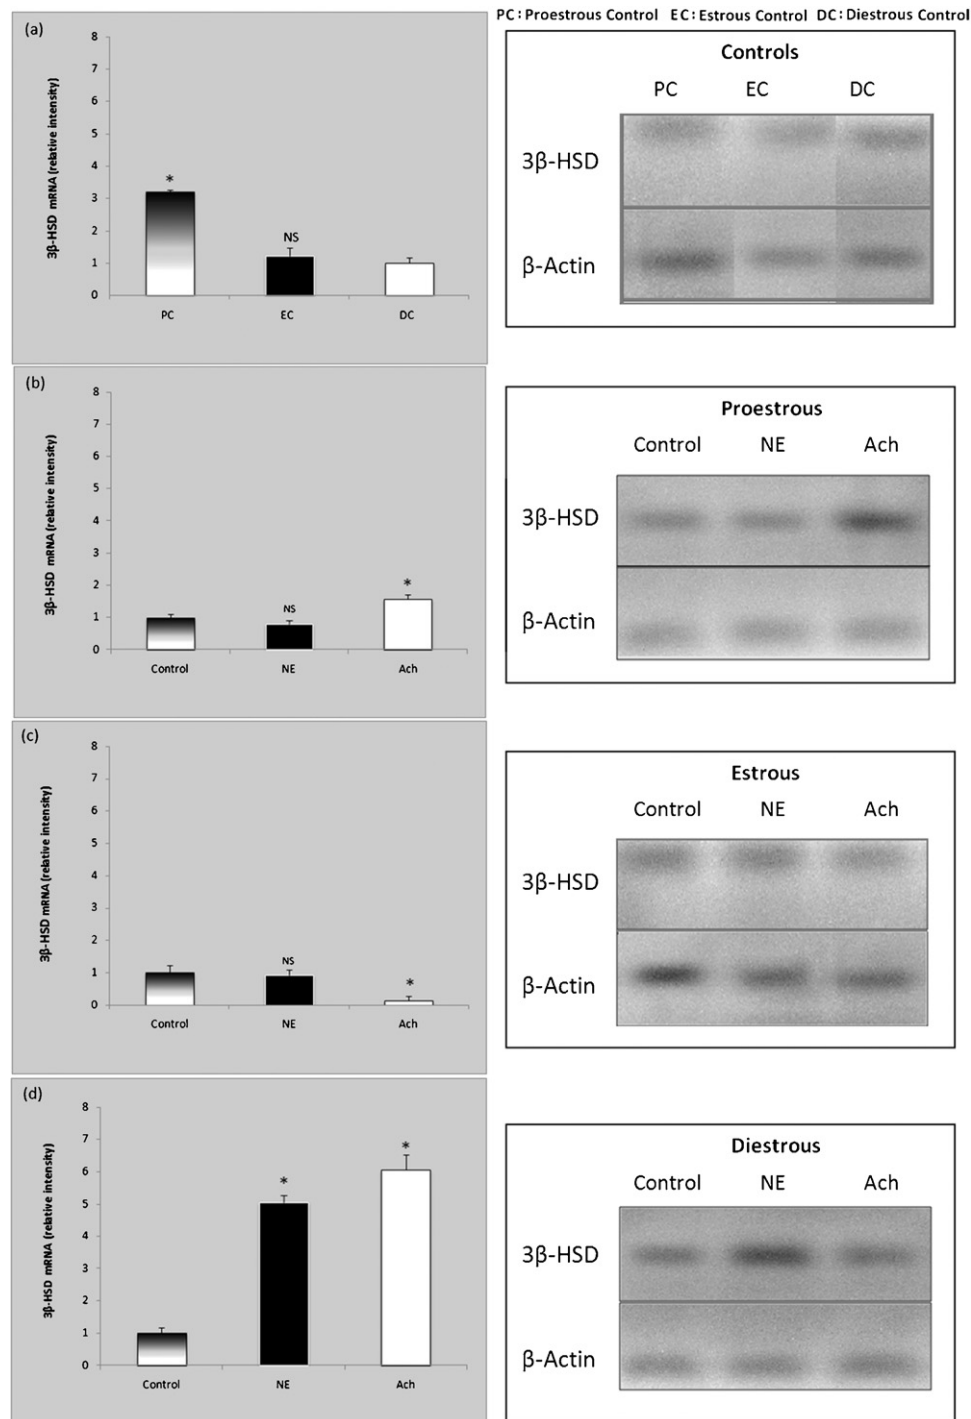 PC: Proestrous Control EC: Estrous Control DC: Diestrous Control
(a)
3β-HSD mRNA (relative intensity)
8
7
6
5
4
3
2
1
0
*
NS
PC EC DC
Controls
PC EC DC
3β-HSD
β-Actin
(b)
3β-HSD mRNA (relative intensity)
8
7
6
5
4
3
2
1
0
NS
*
Control NE Ach
Proestrous
Control NE Ach
3β-HSD
β-Actin
(c)
3β-HSD mRNA (relative intensity)
8
7
6
5
4
3
2
1
0
NS
*
Control NE Ach
Estrous
Control NE Ach
3β-HSD
β-Actin
(d)
3β-HSD mRNA (relative intensity)
8
7
6
5
4
3
2
1
0
*
*
Control NE Ach
Diestrous
Control NE Ach
3β-HSD
β-Actin